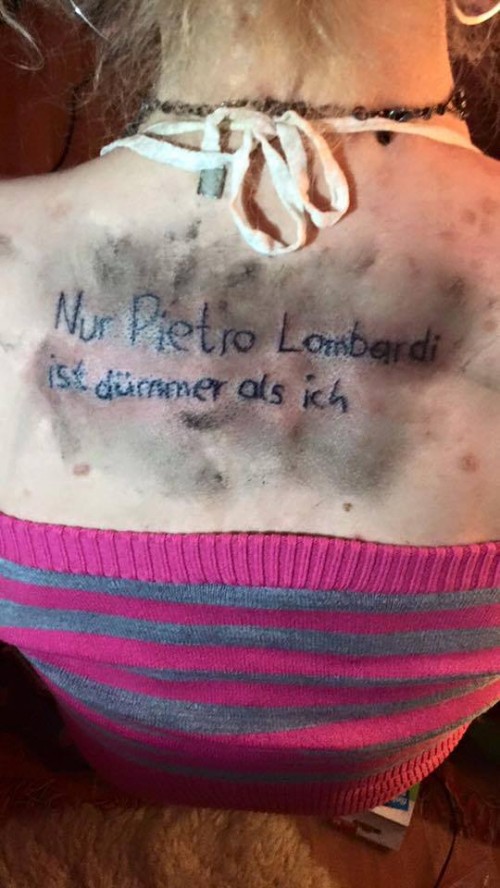 Nur Pietro Lombardi
ist dümmer als ich